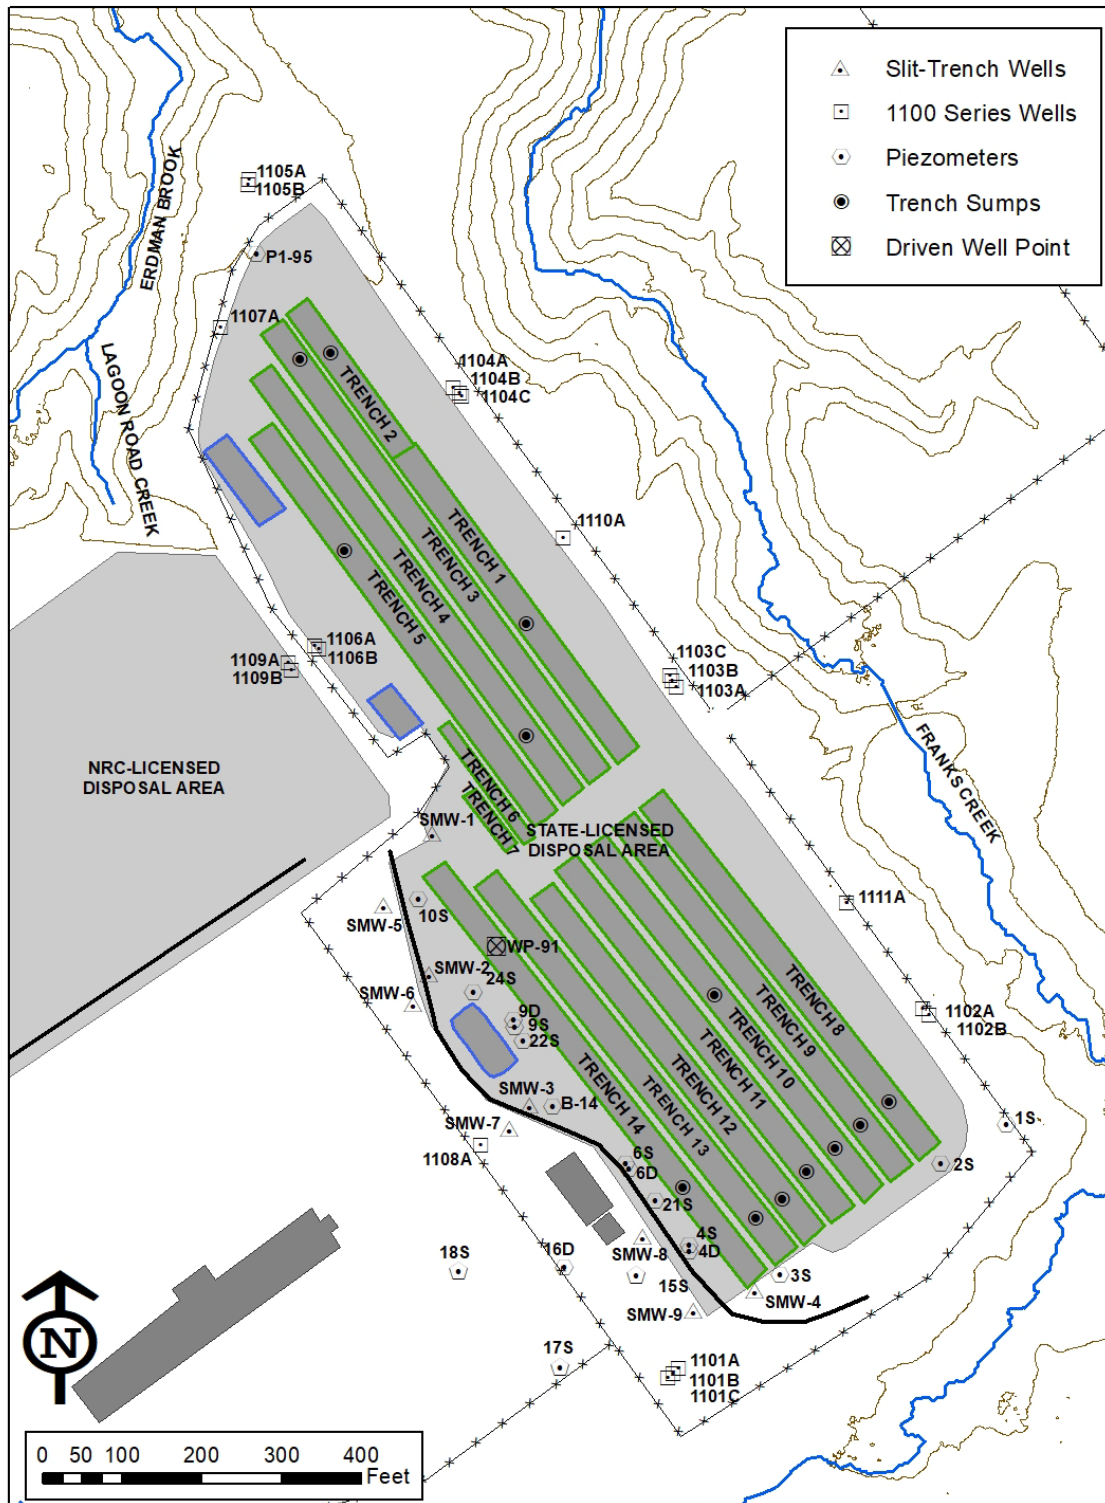 Slit-Trench Wells
1100 Series Wells
Piezometers
Trench Sumps
Driven Well Point
ERDMAN BROOK
1105A
1105B
P1-95
1107A
LAGOON ROAD CREEK
1104A
1104B
1104C
TRENCH 2
TRENCH 1
TRENCH 3
TRENCH 4
TRENCH 5
1110A
1106A
1106B
1109A
1109B
1103C
1103B
1103A
FRANKS CREEK
NRC-LICENSED
DISPOSAL AREA
TRENCH 6
TRENCH 7
SMW-1
STATE-LICENSED
DISPOSAL AREA
10S
SMW-5
1111A
WP-91
SMW-2
24S
SMW-6
9D
9S
22S
TRENCH 8
TRENCH 9
TRENCH 10
TRENCH 11
TRENCH 12
TRENCH 13
TRENCH 14
1102A
1102B
SMW-3
B-14
SMW-7
1108A
1S
2S
6S
6D
21S
4S
4D
SMW-8
3S
18S
16D
15S
SMW-4
SMW-9
17S
1101A
1101B
1101C
N
0 50 100 200 300 400
Feet